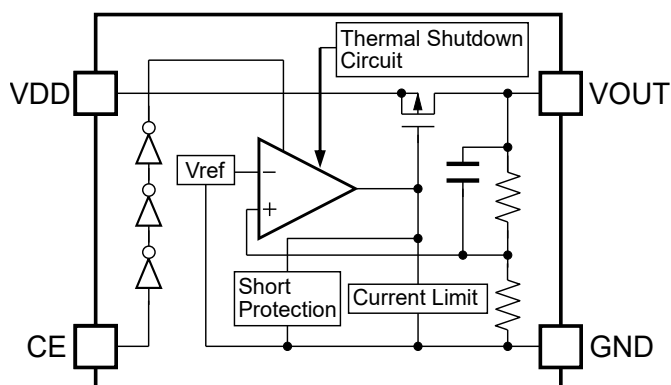 Thermal Shutdown
Circuit
VDD
VOUT
Vref
−
+
Short
Protection
Current Limit
CE
GND